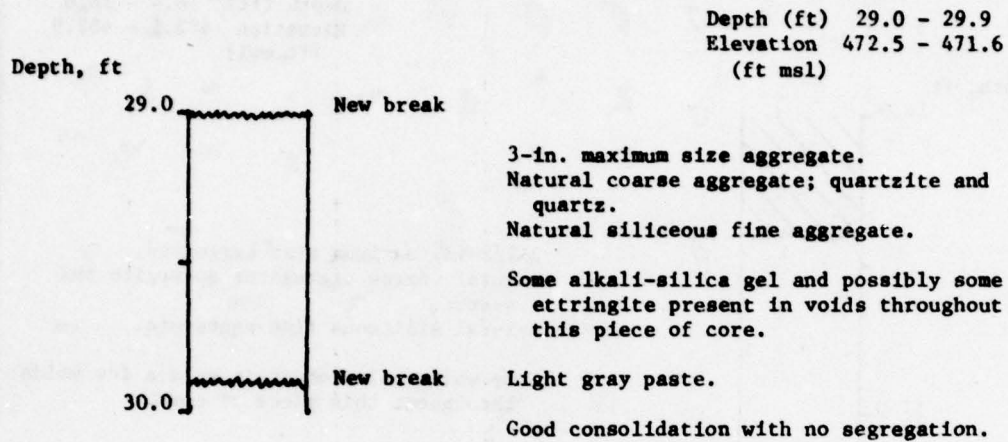 Depth (ft) 29.0 - 29.9
Elevation 472.5 - 471.6
(ft msl)
Depth, ft
29.0
New break
3-in. maximum size aggregate.
Natural coarse aggregate; quartzite and
quartz.
Natural siliceous fine aggregate.
Some alkali-silica gel and possibly some
ettringite present in voids throughout
this piece of core.
New break
Light gray paste.
30.0
Good consolidation with no segregation.